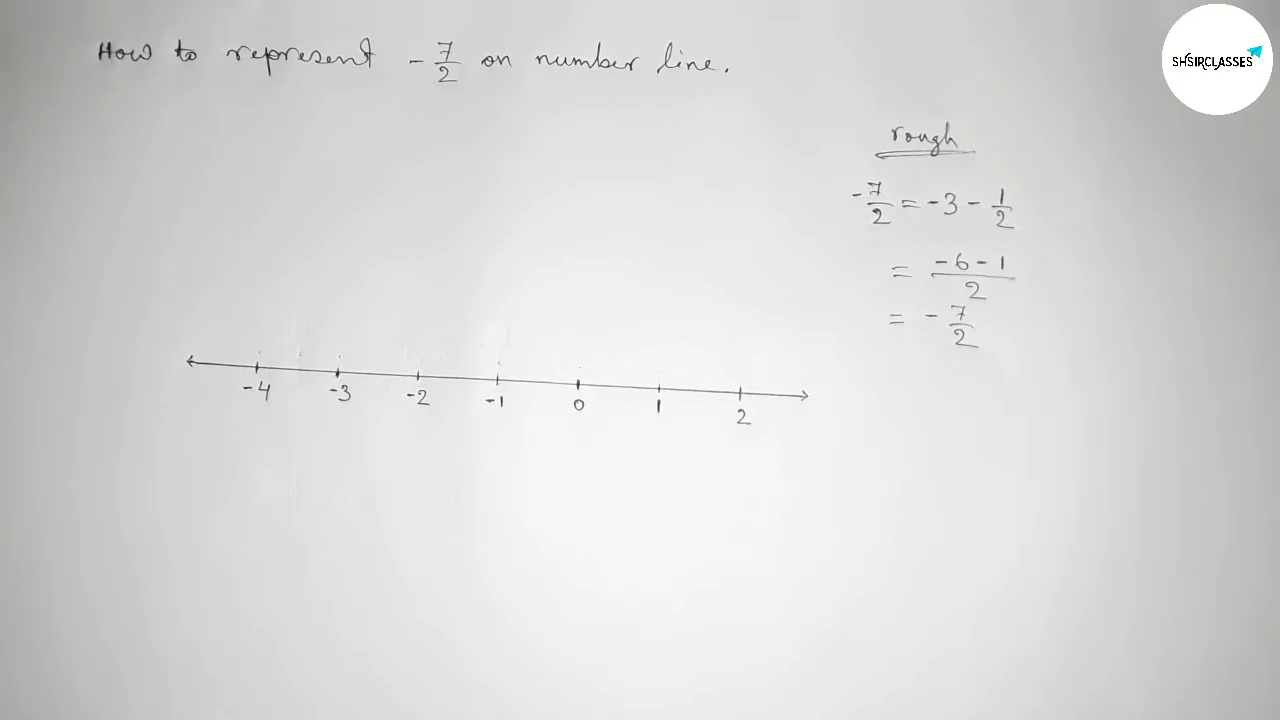 How to represent -7/2 on number line.
SHSIRCLASSES
rough
-7/2 = -3 - 1/2
= -6-1/2
= -7/2
-4 -3 -2 -1 0 1 2